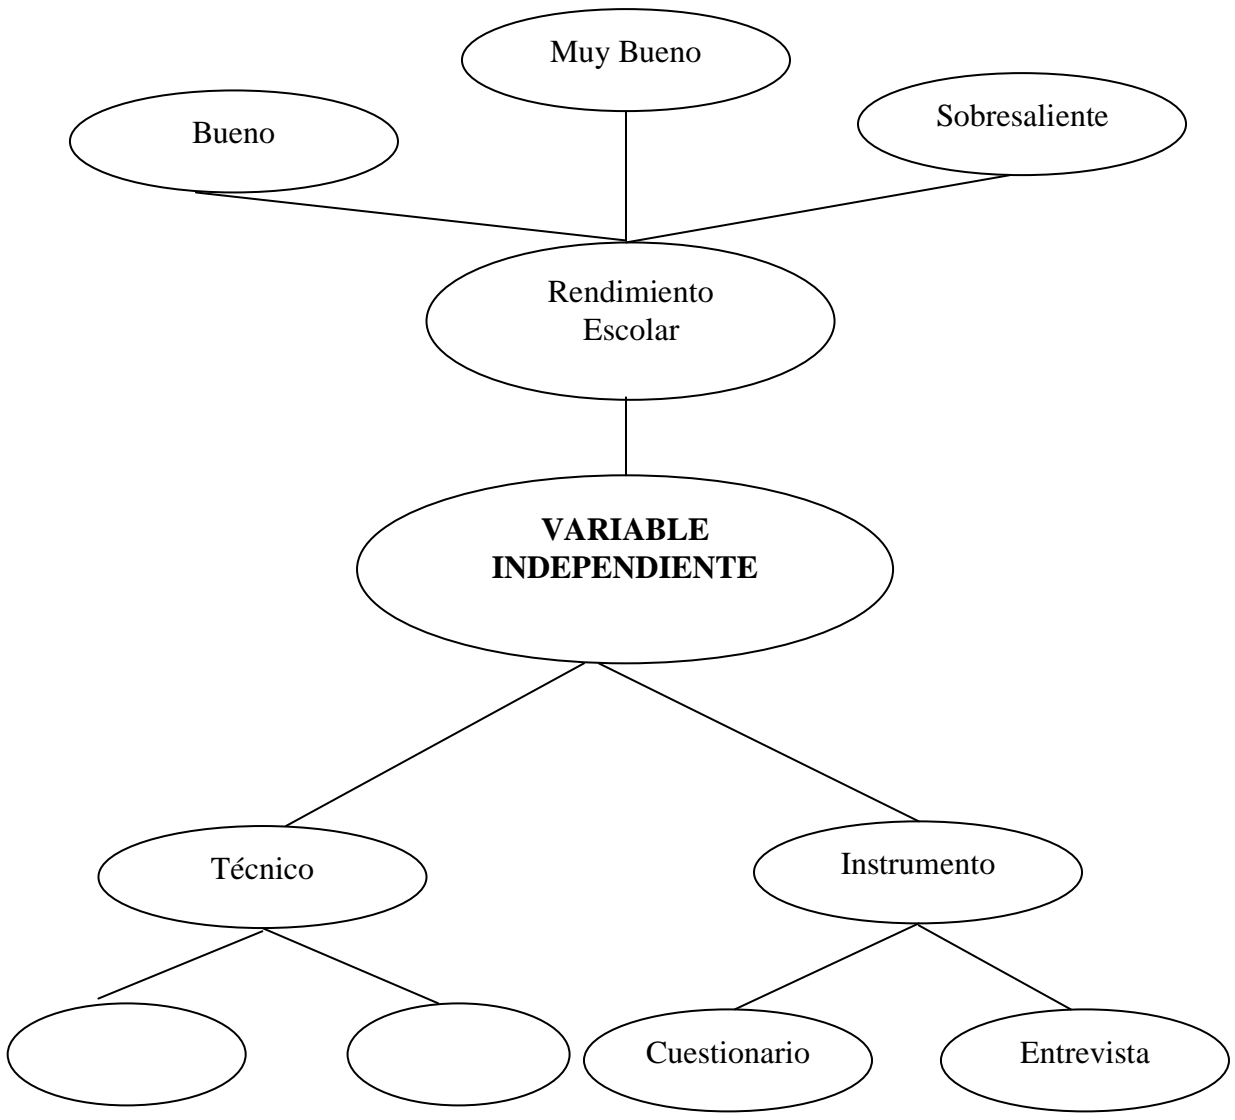 Muy Bueno
Bueno
Sobresaliente
Rendimiento
Escolar
VARIABLE
INDEPENDIENTE
Técnico
Instrumento
Cuestionario
Entrevista